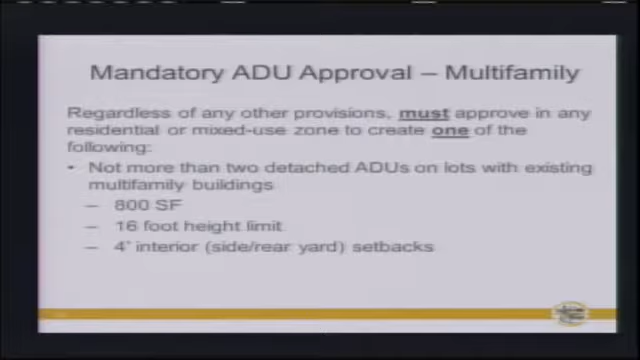 Mandatory ADU Approval – Multifamily
Regardless of any other provisions, must approve in any
residential or mixed-use zone to create one of the
following:
• Not more than two detached ADUs on lots with existing
multifamily buildings
– 800 SF
– 16 foot height limit
– 4' interior (side/rear yard) setbacks